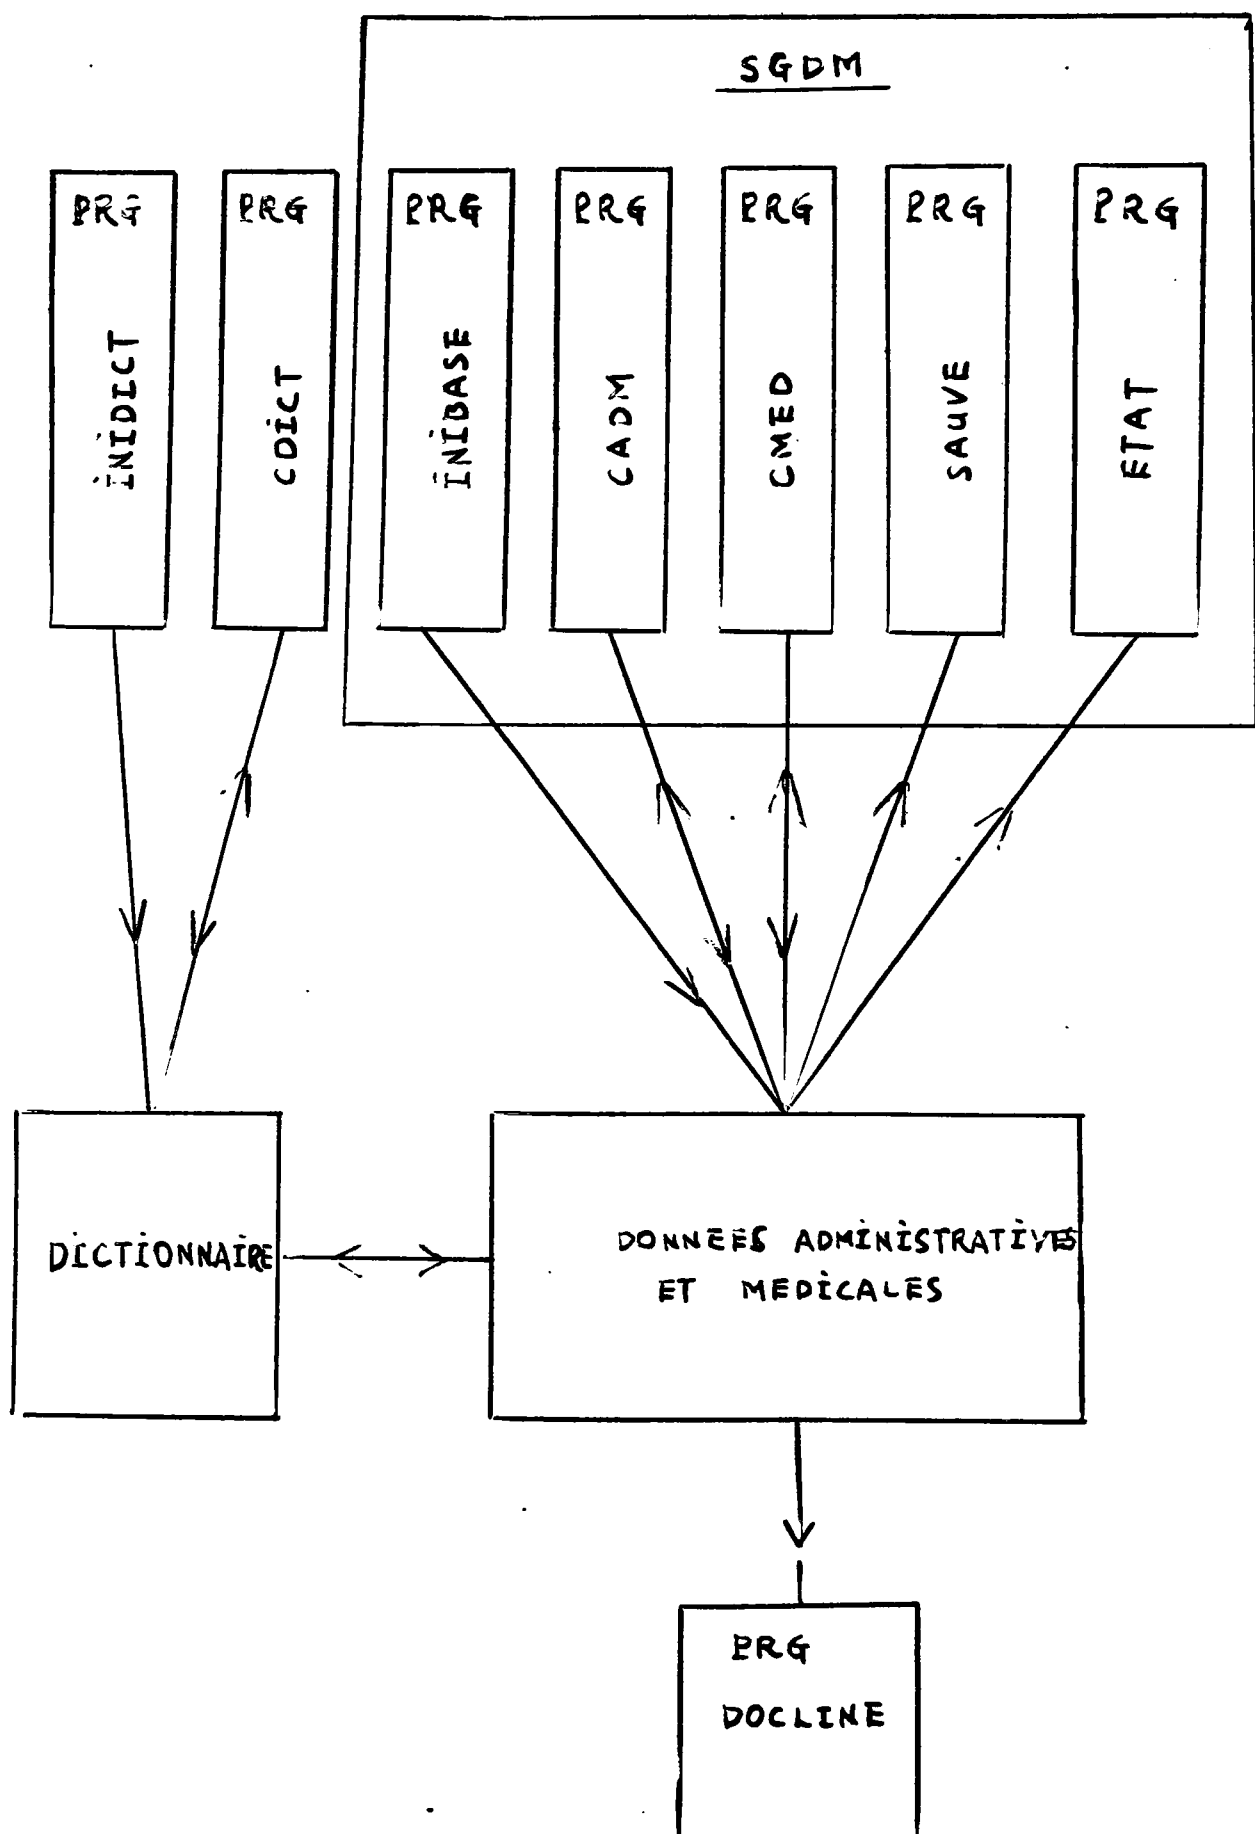 SGDM
PRG
INIDICT
PRG
CDICT
PRG
INIBASE
PRG
CADM
PRG
CMED
PRG
SAUVE
PRG
ETAT
DICTIONNAIRE
DONNEES ADMINISTRATIVES
ET MEDICALES
PRG
DOCLINE